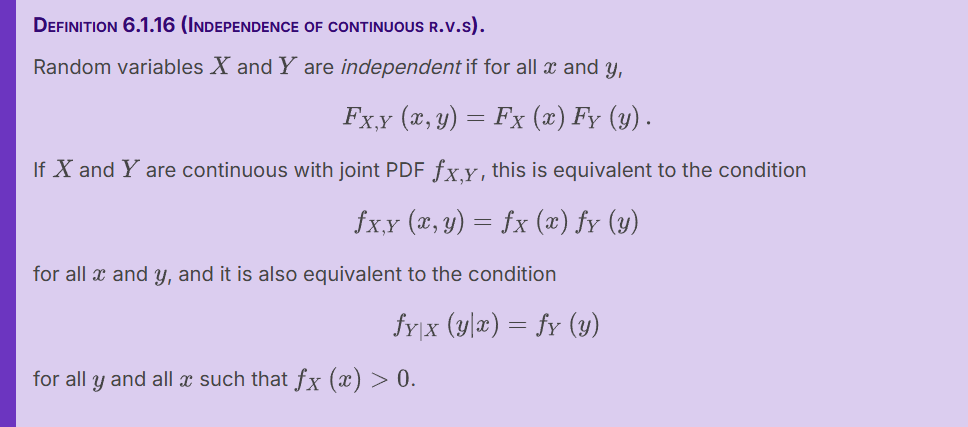 DEFINITION 6.1.16 (INDEPENDENCE OF CONTINUOUS R.V.S).
Random variables X and Y are independent if for all x and y,
F_{X,Y} (x, y) = F_X (x) F_Y (y) .
If X and Y are continuous with joint PDF f_{X,Y}, this is equivalent to the condition
f_{X,Y} (x, y) = f_X (x) f_Y (y)
for all x and y, and it is also equivalent to the condition
f_{Y|X} (y|x) = f_Y (y)
for all y and all x such that f_X (x) > 0.